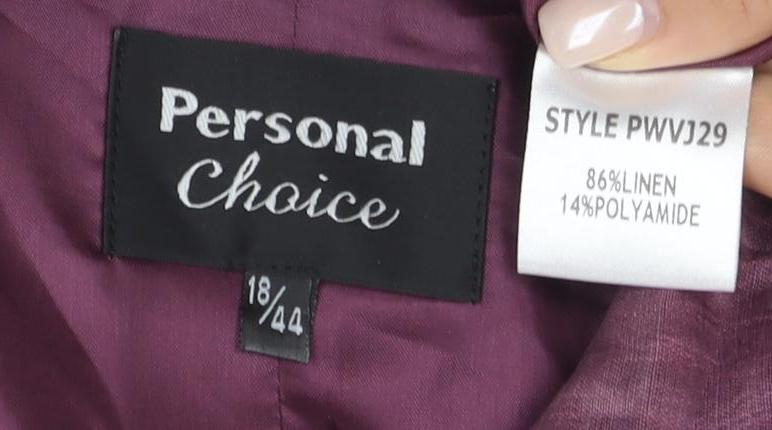 Personal
Choice
18/44
STYLE PWVJ29
86%LINEN
14%POLYAMIDE